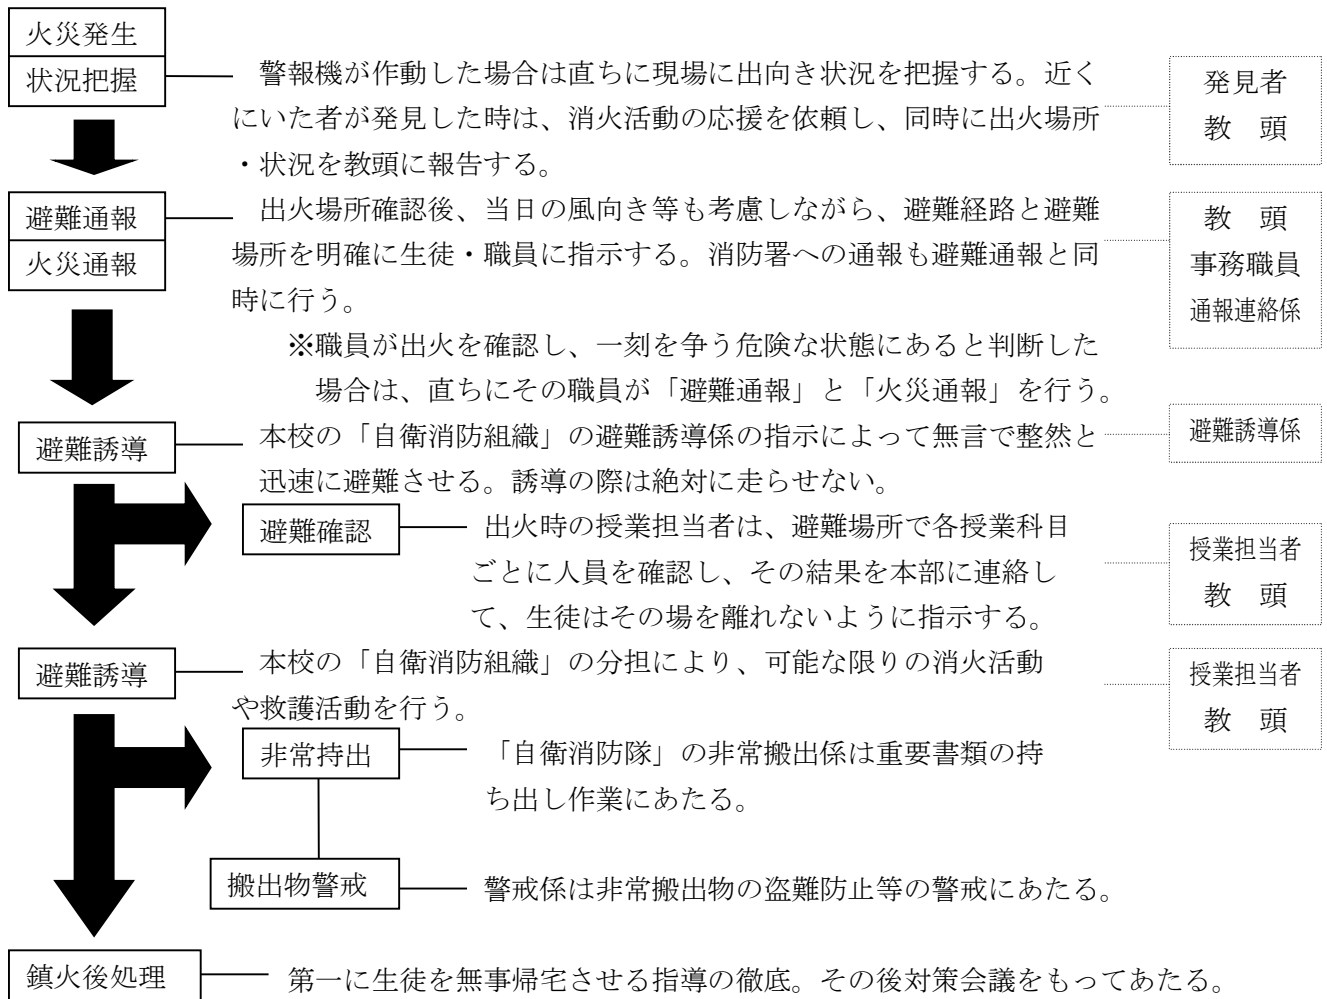 火災発生
状況把握
警報機が作動した場合は直ちに現場に出向き状況を把握する。近く
にいた者が発見した時は、消火活動の応援を依頼し、同時に出火場所
・状況を教頭に報告する。
発見者
教　頭
避難通報
火災通報
出火場所確認後、当日の風向き等も考慮しながら、避難経路と避難
場所を明確に生徒・職員に指示する。消防署への通報も避難通報と同
時に行う。
※職員が出火を確認し、一刻を争う危険な状態にあると判断した
場合は、直ちにその職員が「避難通報」と「火災通報」を行う。
教　頭
事務職員
通報連絡係
避難誘導
本校の「自衛消防組織」の避難誘導係の指示によって無言で整然と
迅速に避難させる。誘導の際は絶対に走らせない。
避難誘導係
避難確認
出火時の授業担当者は、避難場所で各授業科目
ごとに人員を確認し、その結果を本部に連絡し
て、生徒はその場を離れないように指示する。
授業担当者
教　頭
避難誘導
本校の「自衛消防組織」の分担により、可能な限りの消火活動
や救護活動を行う。
授業担当者
教　頭
非常持出
「自衛消防隊」の非常搬出係は重要書類の持
ち出し作業にあたる。
搬出物警戒
警戒係は非常搬出物の盗難防止等の警戒にあたる。
鎮火後処理
第一に生徒を無事帰宅させる指導の徹底。その後対策会議をもってあたる。